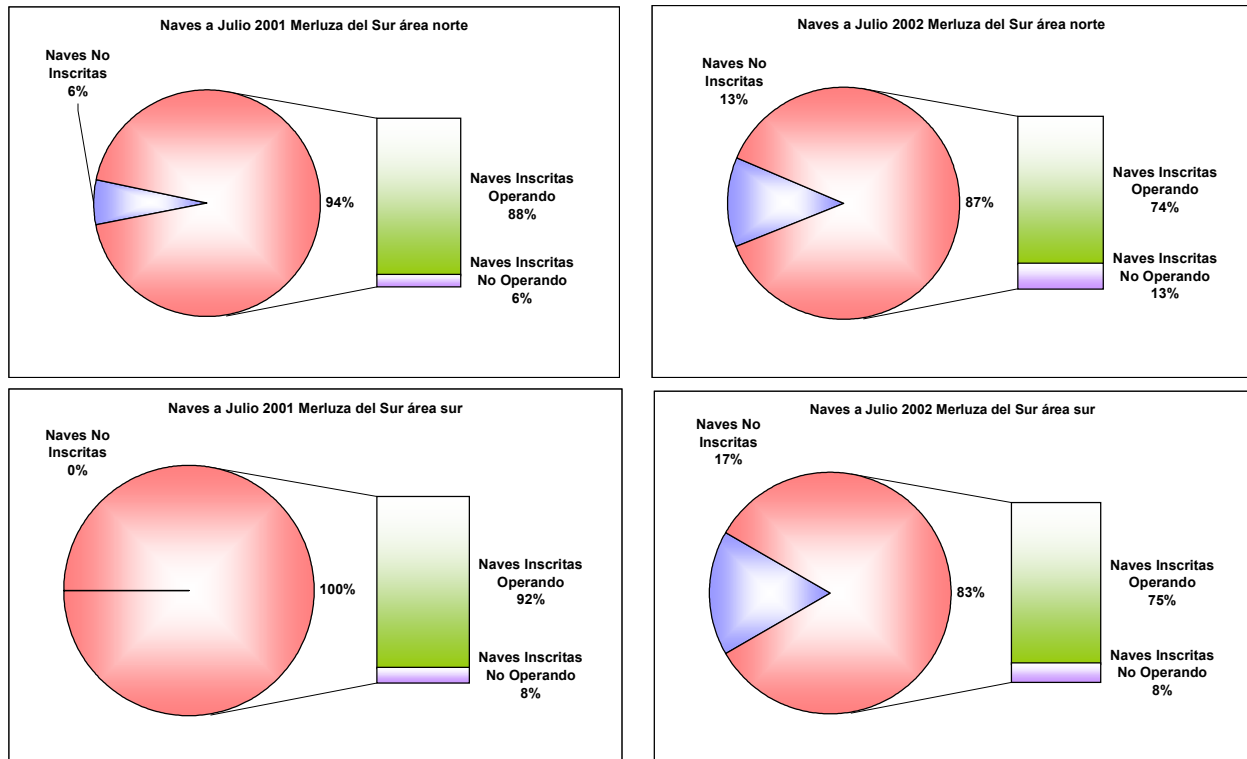 Naves a Julio 2001 Merluza del Sur área norte
Naves No
Inscritas
6%
94%
Naves Inscritas
Operando
88%
Naves Inscritas
No Operando
6%
Naves a Julio 2002 Merluza del Sur área norte
Naves No
Inscritas
13%
87%
Naves Inscritas
Operando
74%
Naves Inscritas
No Operando
13%
Naves a Julio 2001 Merluza del Sur área sur
Naves No
Inscritas
0%
100%
Naves Inscritas
Operando
92%
Naves Inscritas
No Operando
8%
Naves a Julio 2002 Merluza del Sur área sur
Naves No
Inscritas
17%
83%
Naves Inscritas
Operando
75%
Naves Inscritas
No Operando
8%